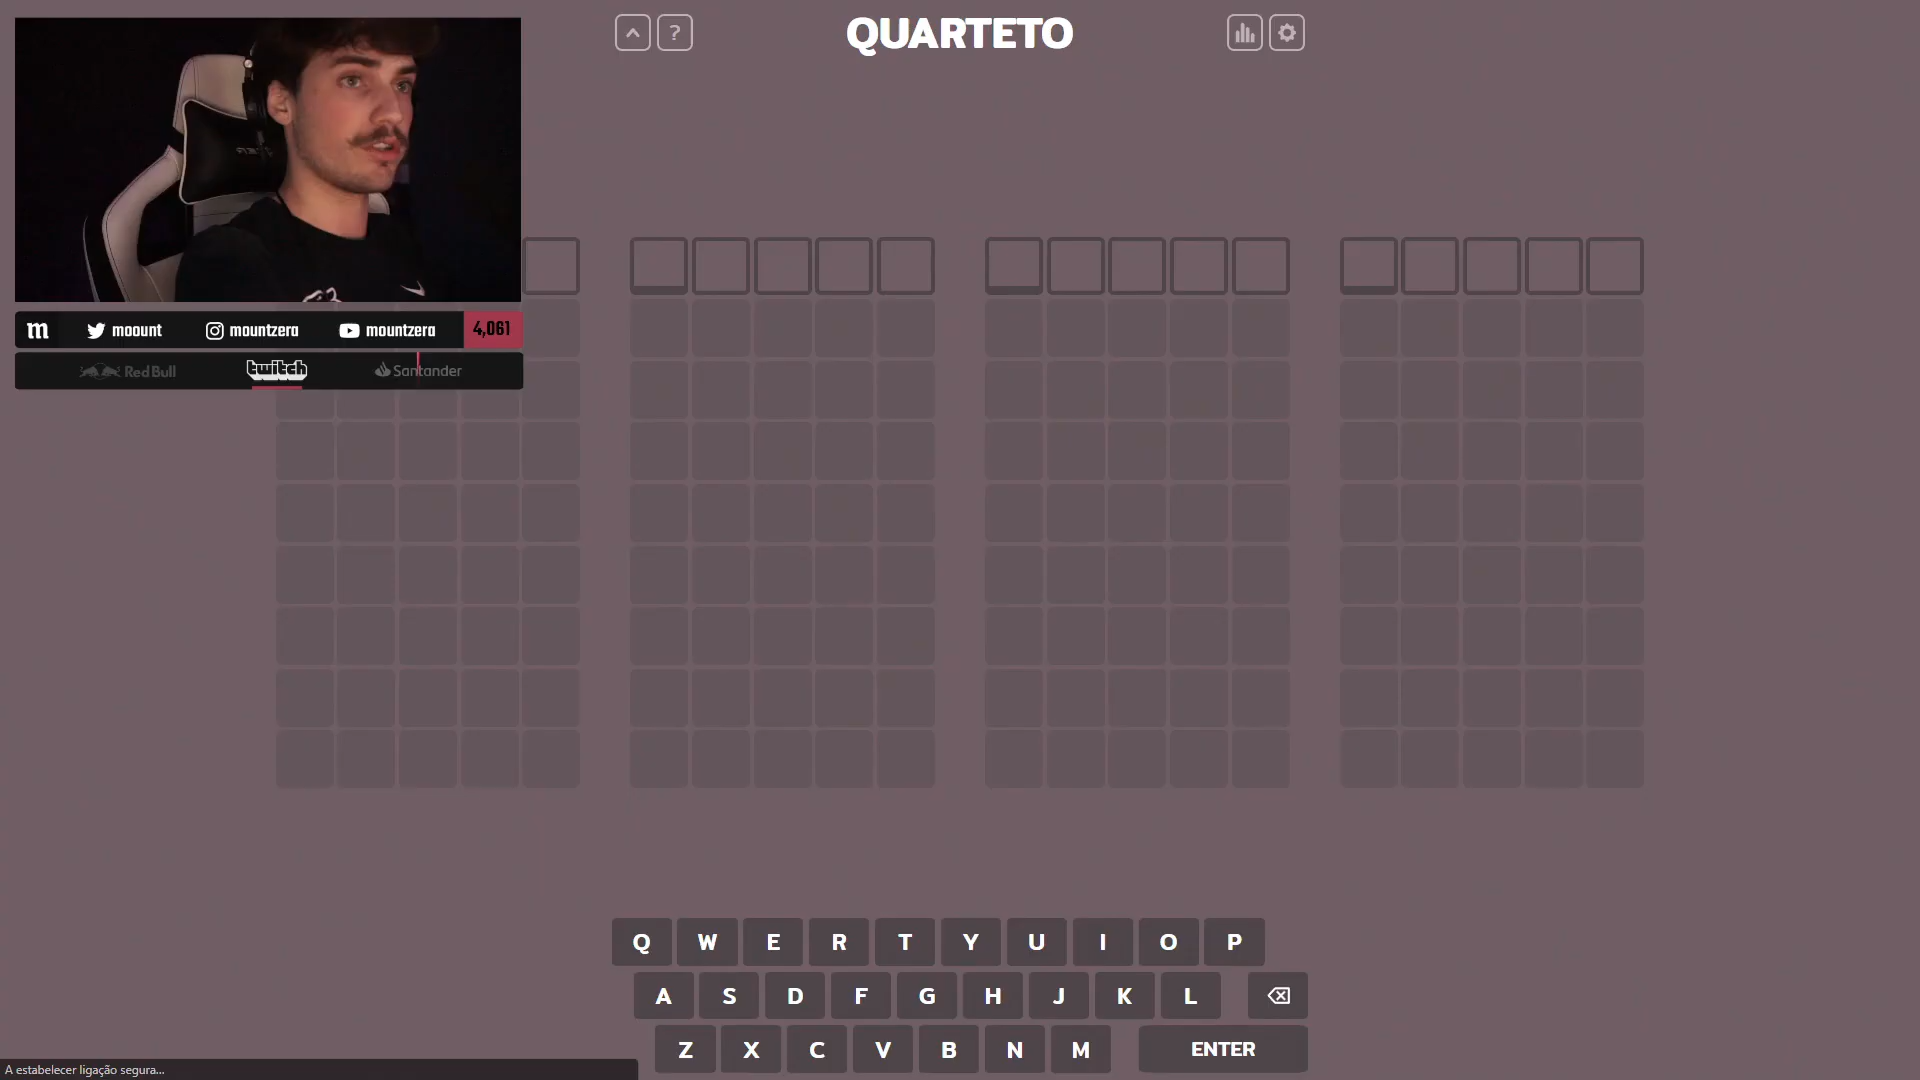 ?
QUARTETO
m moount mountzera mountzera 4,061
Red Bull twitch Santander
Q W E R T Y U I O P
A S D F G H J K L
Z X C V B N M ENTER
A estabelecer ligação segura...